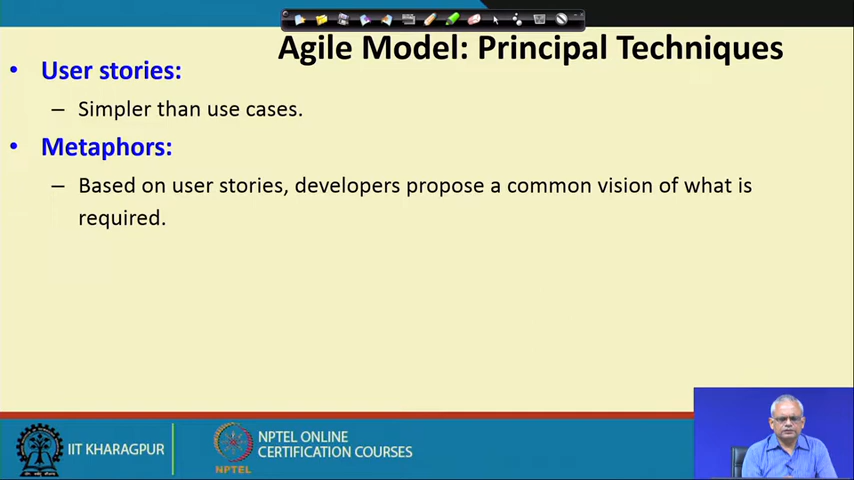 Agile Model: Principal Techniques
• User stories:
– Simpler than use cases.
• Metaphors:
– Based on user stories, developers propose a common vision of what is
required.
IIT KHARAGPUR
NPTEL
NPTEL ONLINE
CERTIFICATION COURSES